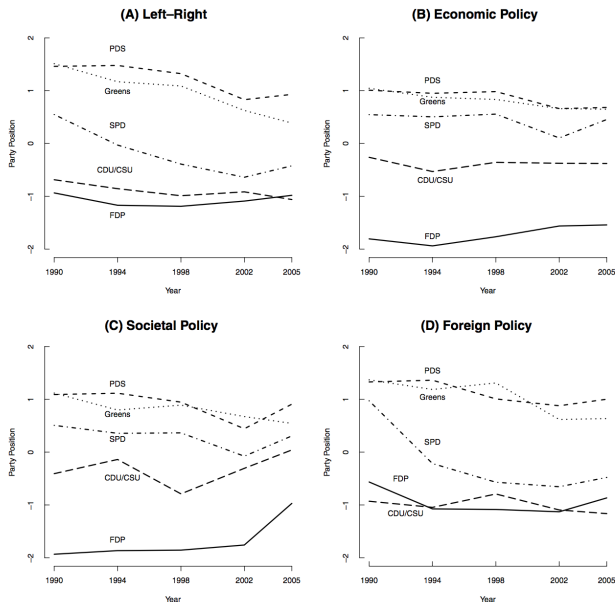 (A) Left–Right
Party Position
2
1
0
-1
-2
PDS
Greens
SPD
CDU/CSU
FDP
1990 1994 1998 2002 2005
Year
(B) Economic Policy
Party Position
2
1
0
-1
-2
PDS
Greens
SPD
CDU/CSU
FDP
1990 1994 1998 2002 2005
Year
(C) Societal Policy
Party Position
2
1
0
-1
-2
PDS
Greens
SPD
CDU/CSU
FDP
1990 1994 1998 2002 2005
Year
(D) Foreign Policy
Party Position
2
1
0
-1
-2
PDS
Greens
SPD
FDP
CDU/CSU
1990 1994 1998 2002 2005
Year